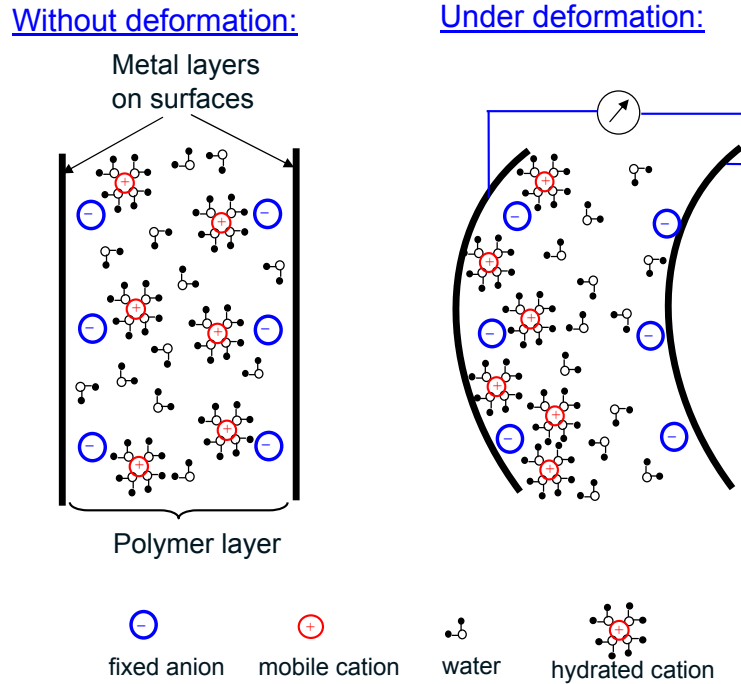 Without deformation:
Under deformation:
Metal layers
on surfaces
Polymer layer
fixed anion
mobile cation
water
hydrated cation